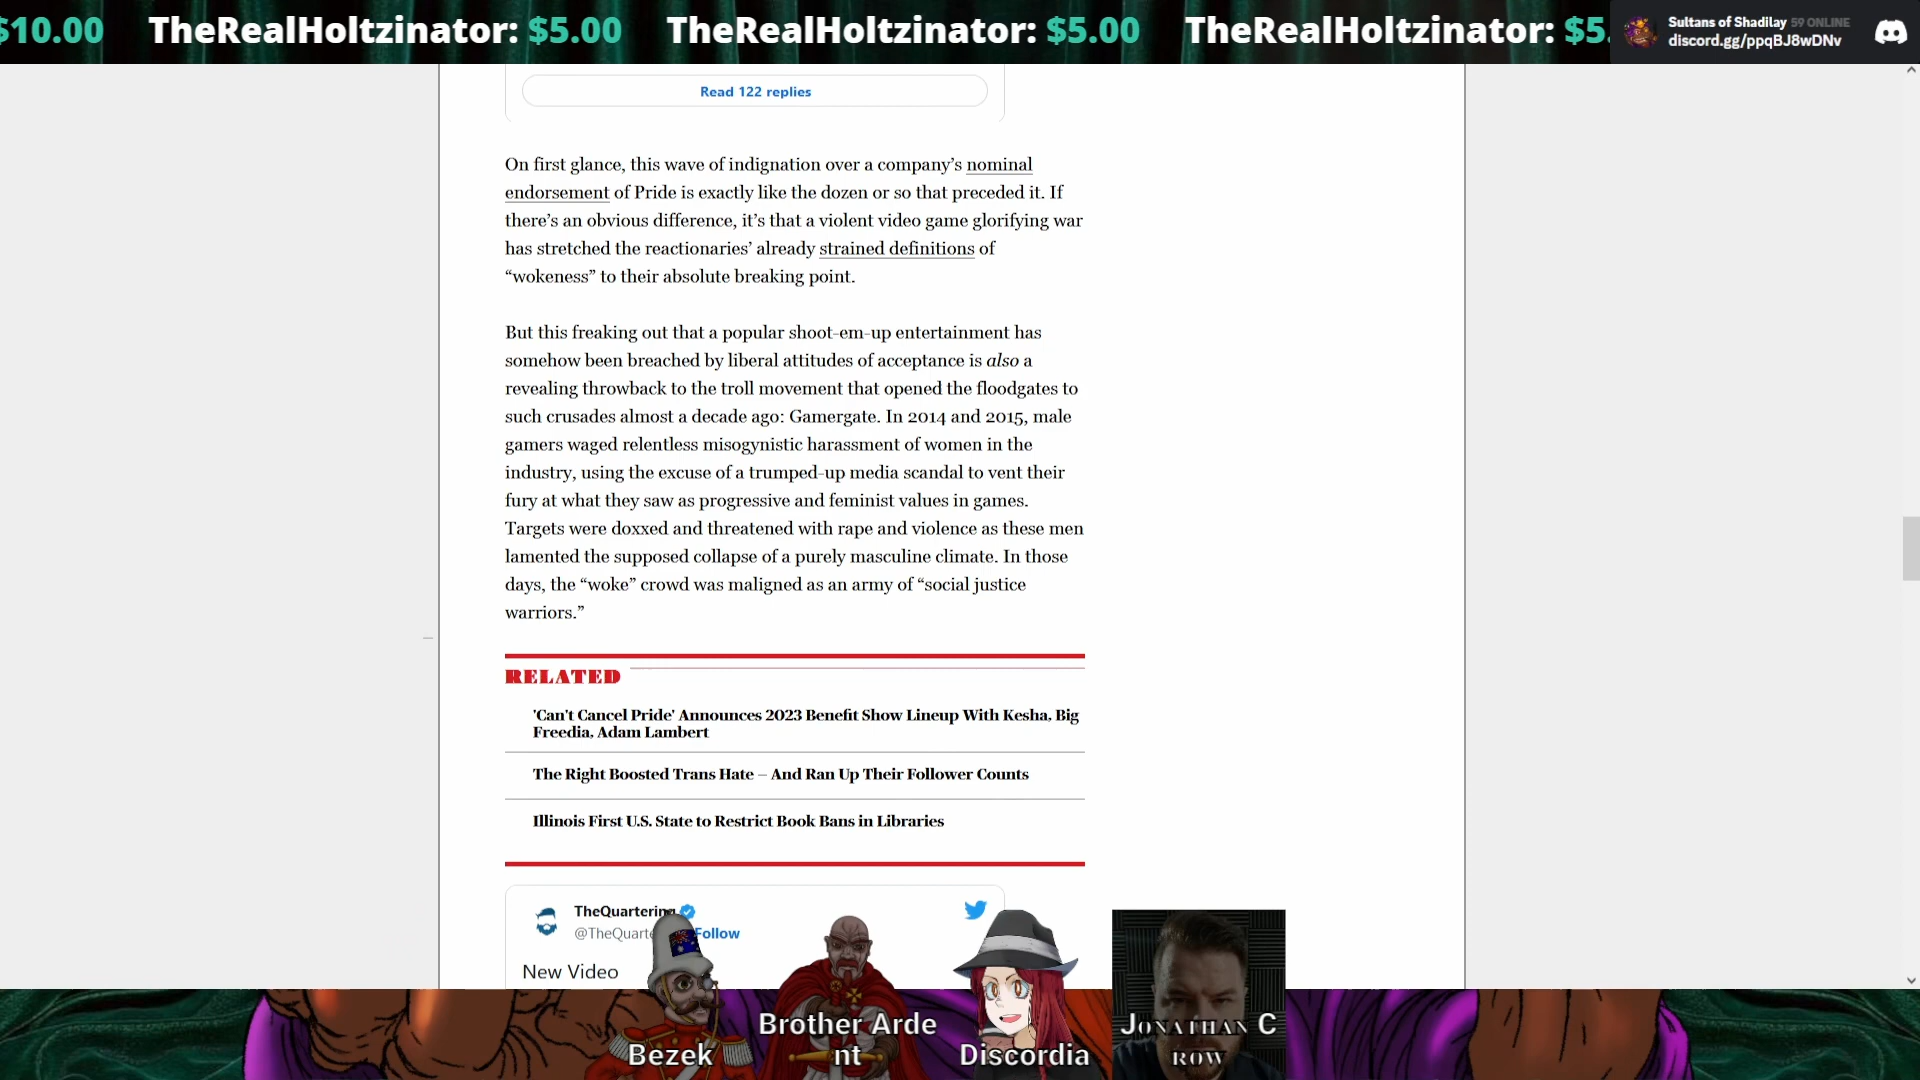 $10.00 TheRealHoltzinator: $5.00 TheRealHoltzinator: $5.00 TheRealHoltzinator: $5.
Sultans of Shadilay 59 ONLINE
discord.gg/ppqBJ8wDNv
Read 122 replies
On first glance, this wave of indignation over a company’s nominal
endorsement of Pride is exactly like the dozen or so that preceded it. If
there’s an obvious difference, it’s that a violent video game glorifying war
has stretched the reactionaries’ already strained definitions of
“wokeness” to their absolute breaking point.
But this freaking out that a popular shoot-em-up entertainment has
somehow been breached by liberal attitudes of acceptance is also a
revealing throwback to the troll movement that opened the floodgates to
such crusades almost a decade ago: Gamergate. In 2014 and 2015, male
gamers waged relentless misogynistic harassment of women in the
industry, using the excuse of a trumped-up media scandal to vent their
fury at what they saw as progressive and feminist values in games.
Targets were doxxed and threatened with rape and violence as these men
lamented the supposed collapse of a purely masculine climate. In those
days, the “woke” crowd was maligned as an army of “social justice
warriors.”
RELATED
'Can't Cancel Pride' Announces 2023 Benefit Show Lineup With Kesha, Big
Freedia, Adam Lambert
The Right Boosted Trans Hate — And Ran Up Their Follower Counts
Illinois First U.S. State to Restrict Book Bans in Libraries
TheQuartering
@TheQuarte Follow
New Video
Bezek
Brother Arde
nt
Discordia
Jonathan C
row